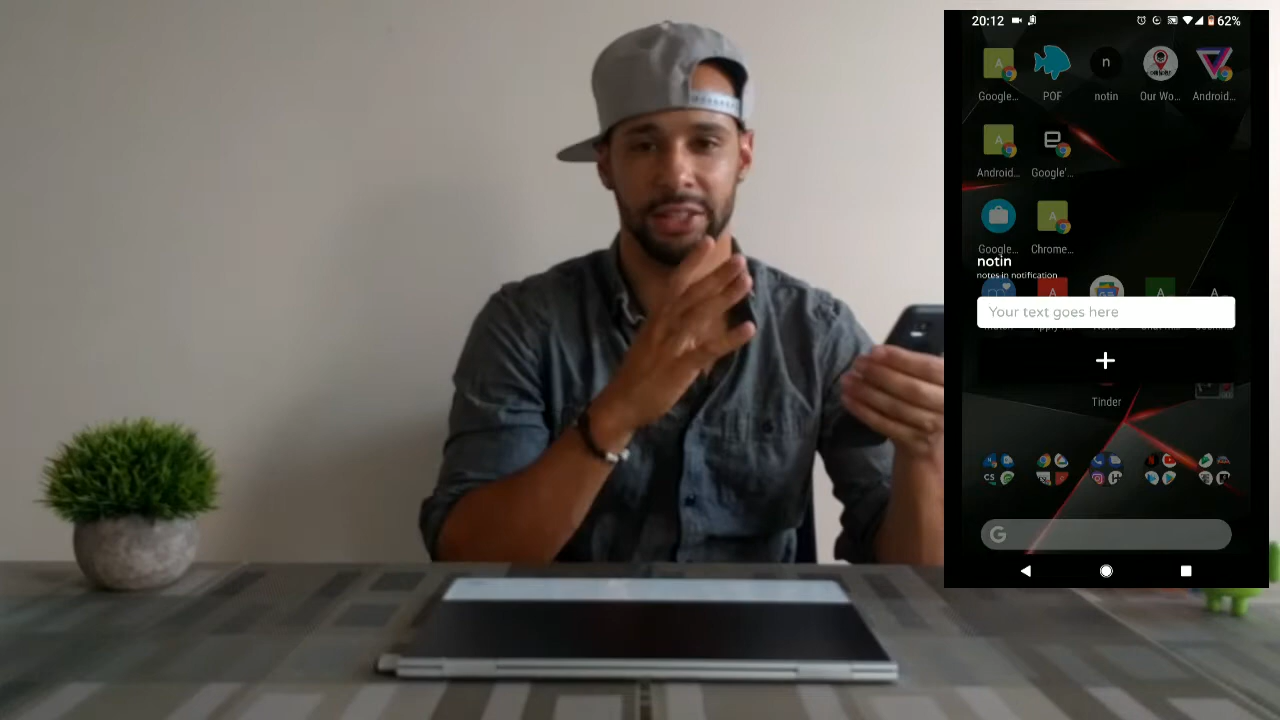 20:12
62%
n
Google...
POF
notin
Our Wo...
Android...
Android...
Google'...
Google...
Chrome...
notin
notes in notification
Your text goes here
Tinder
G